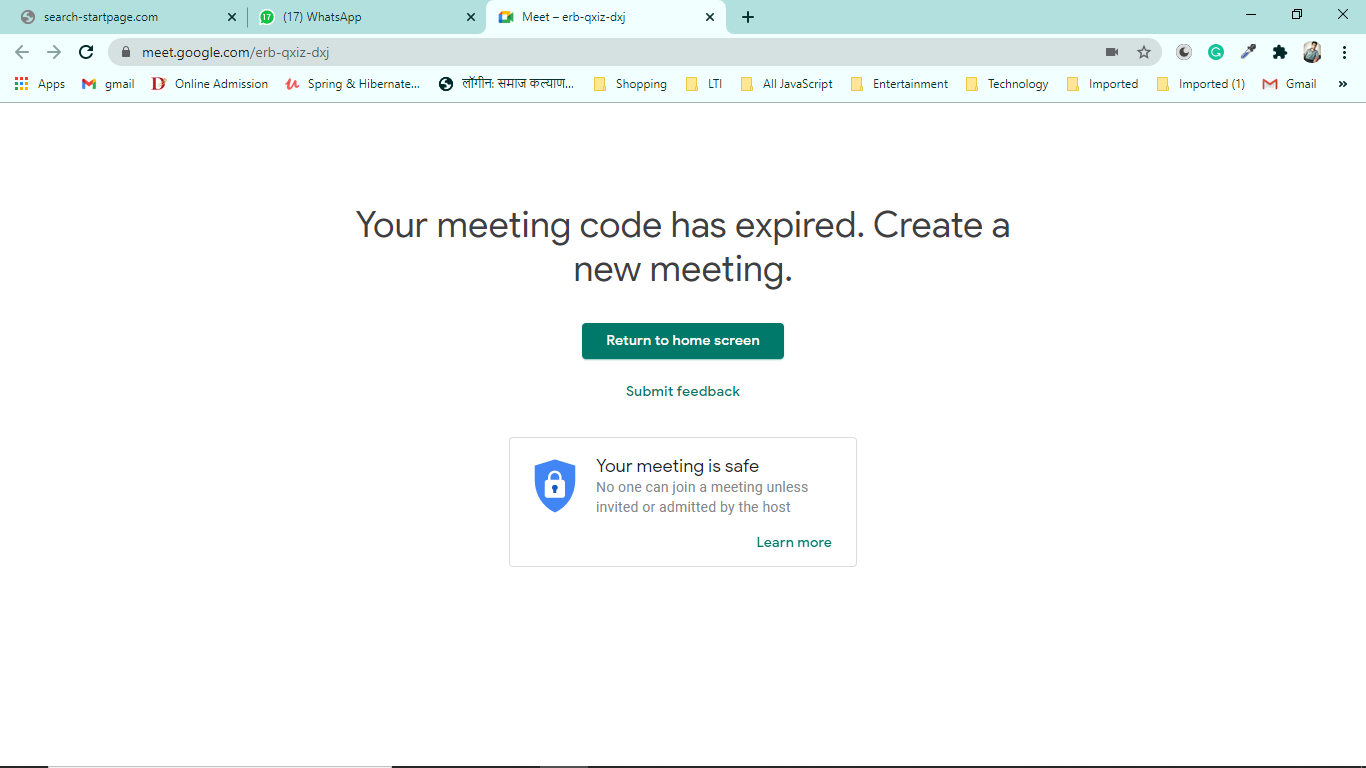 search-startpage.com
17
(17) WhatsApp
Meet – erb-qxiz-dxj
meet.google.com/erb-qxiz-dxj
Apps
gmail
Online Admission
Spring & Hibernate...
लॉगीन: समाज कल्याण...
Shopping
LTI
All JavaScript
Entertainment
Technology
Imported
Imported (1)
Gmail
Your meeting code has expired. Create a
new meeting.
Return to home screen
Submit feedback
Your meeting is safe
No one can join a meeting unless
invited or admitted by the host
Learn more